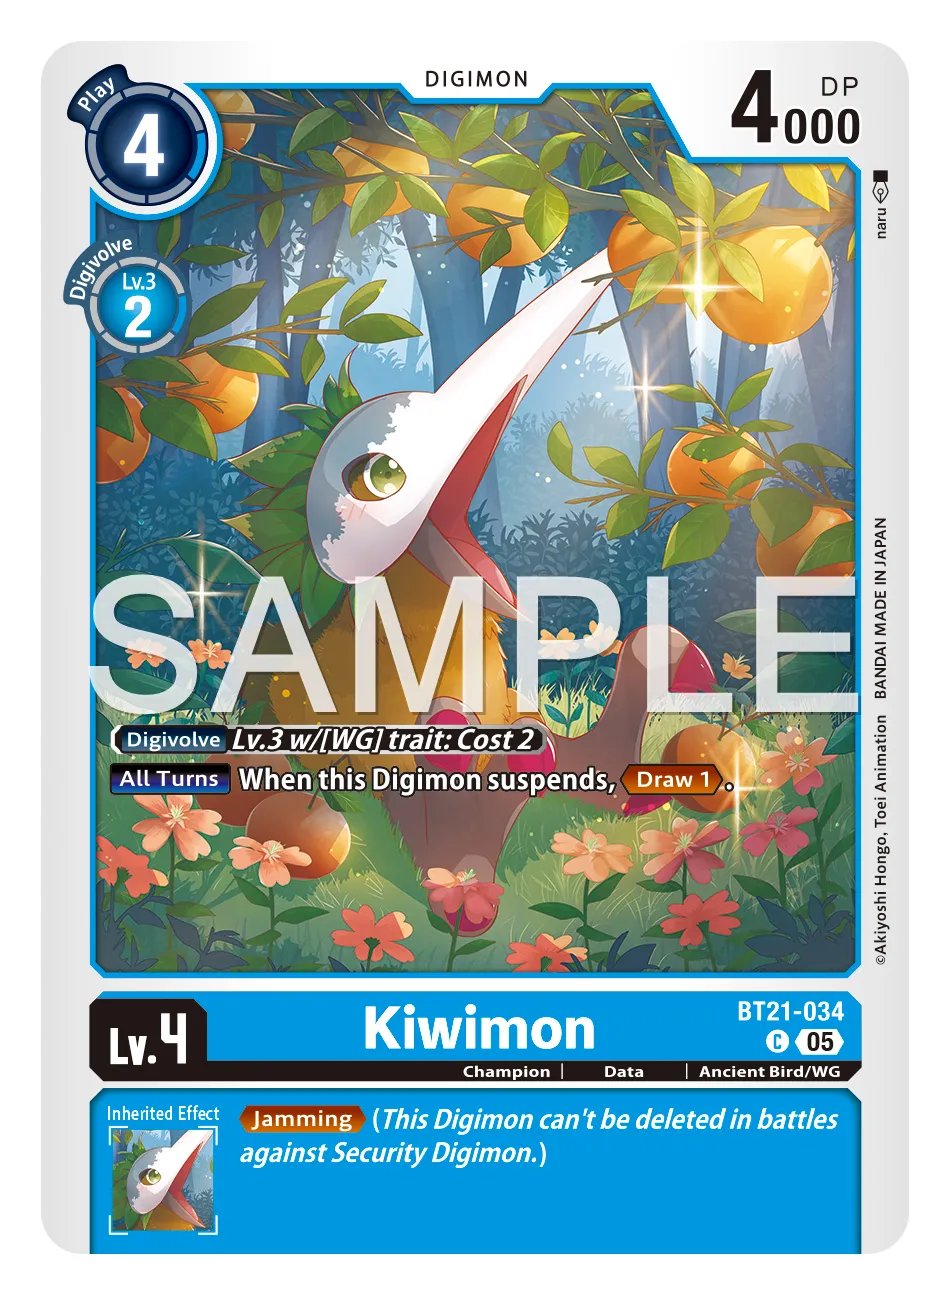 DIGIMON
Play
4
DP
4000
Digivolve
Lv.3
2
naru
SAMPLE
Digivolve Lv.3 w/[WG] trait: Cost 2
All Turns When this Digimon suspends, Draw 1.
©Akiyoshi Hongo, Toei Animation BANDAI MADE IN JAPAN
Lv.4
Kiwimon
BT21-034
C 05
Champion | Data | Ancient Bird/WG
Inherited Effect
Jamming (This Digimon can't be deleted in battles
against Security Digimon.)